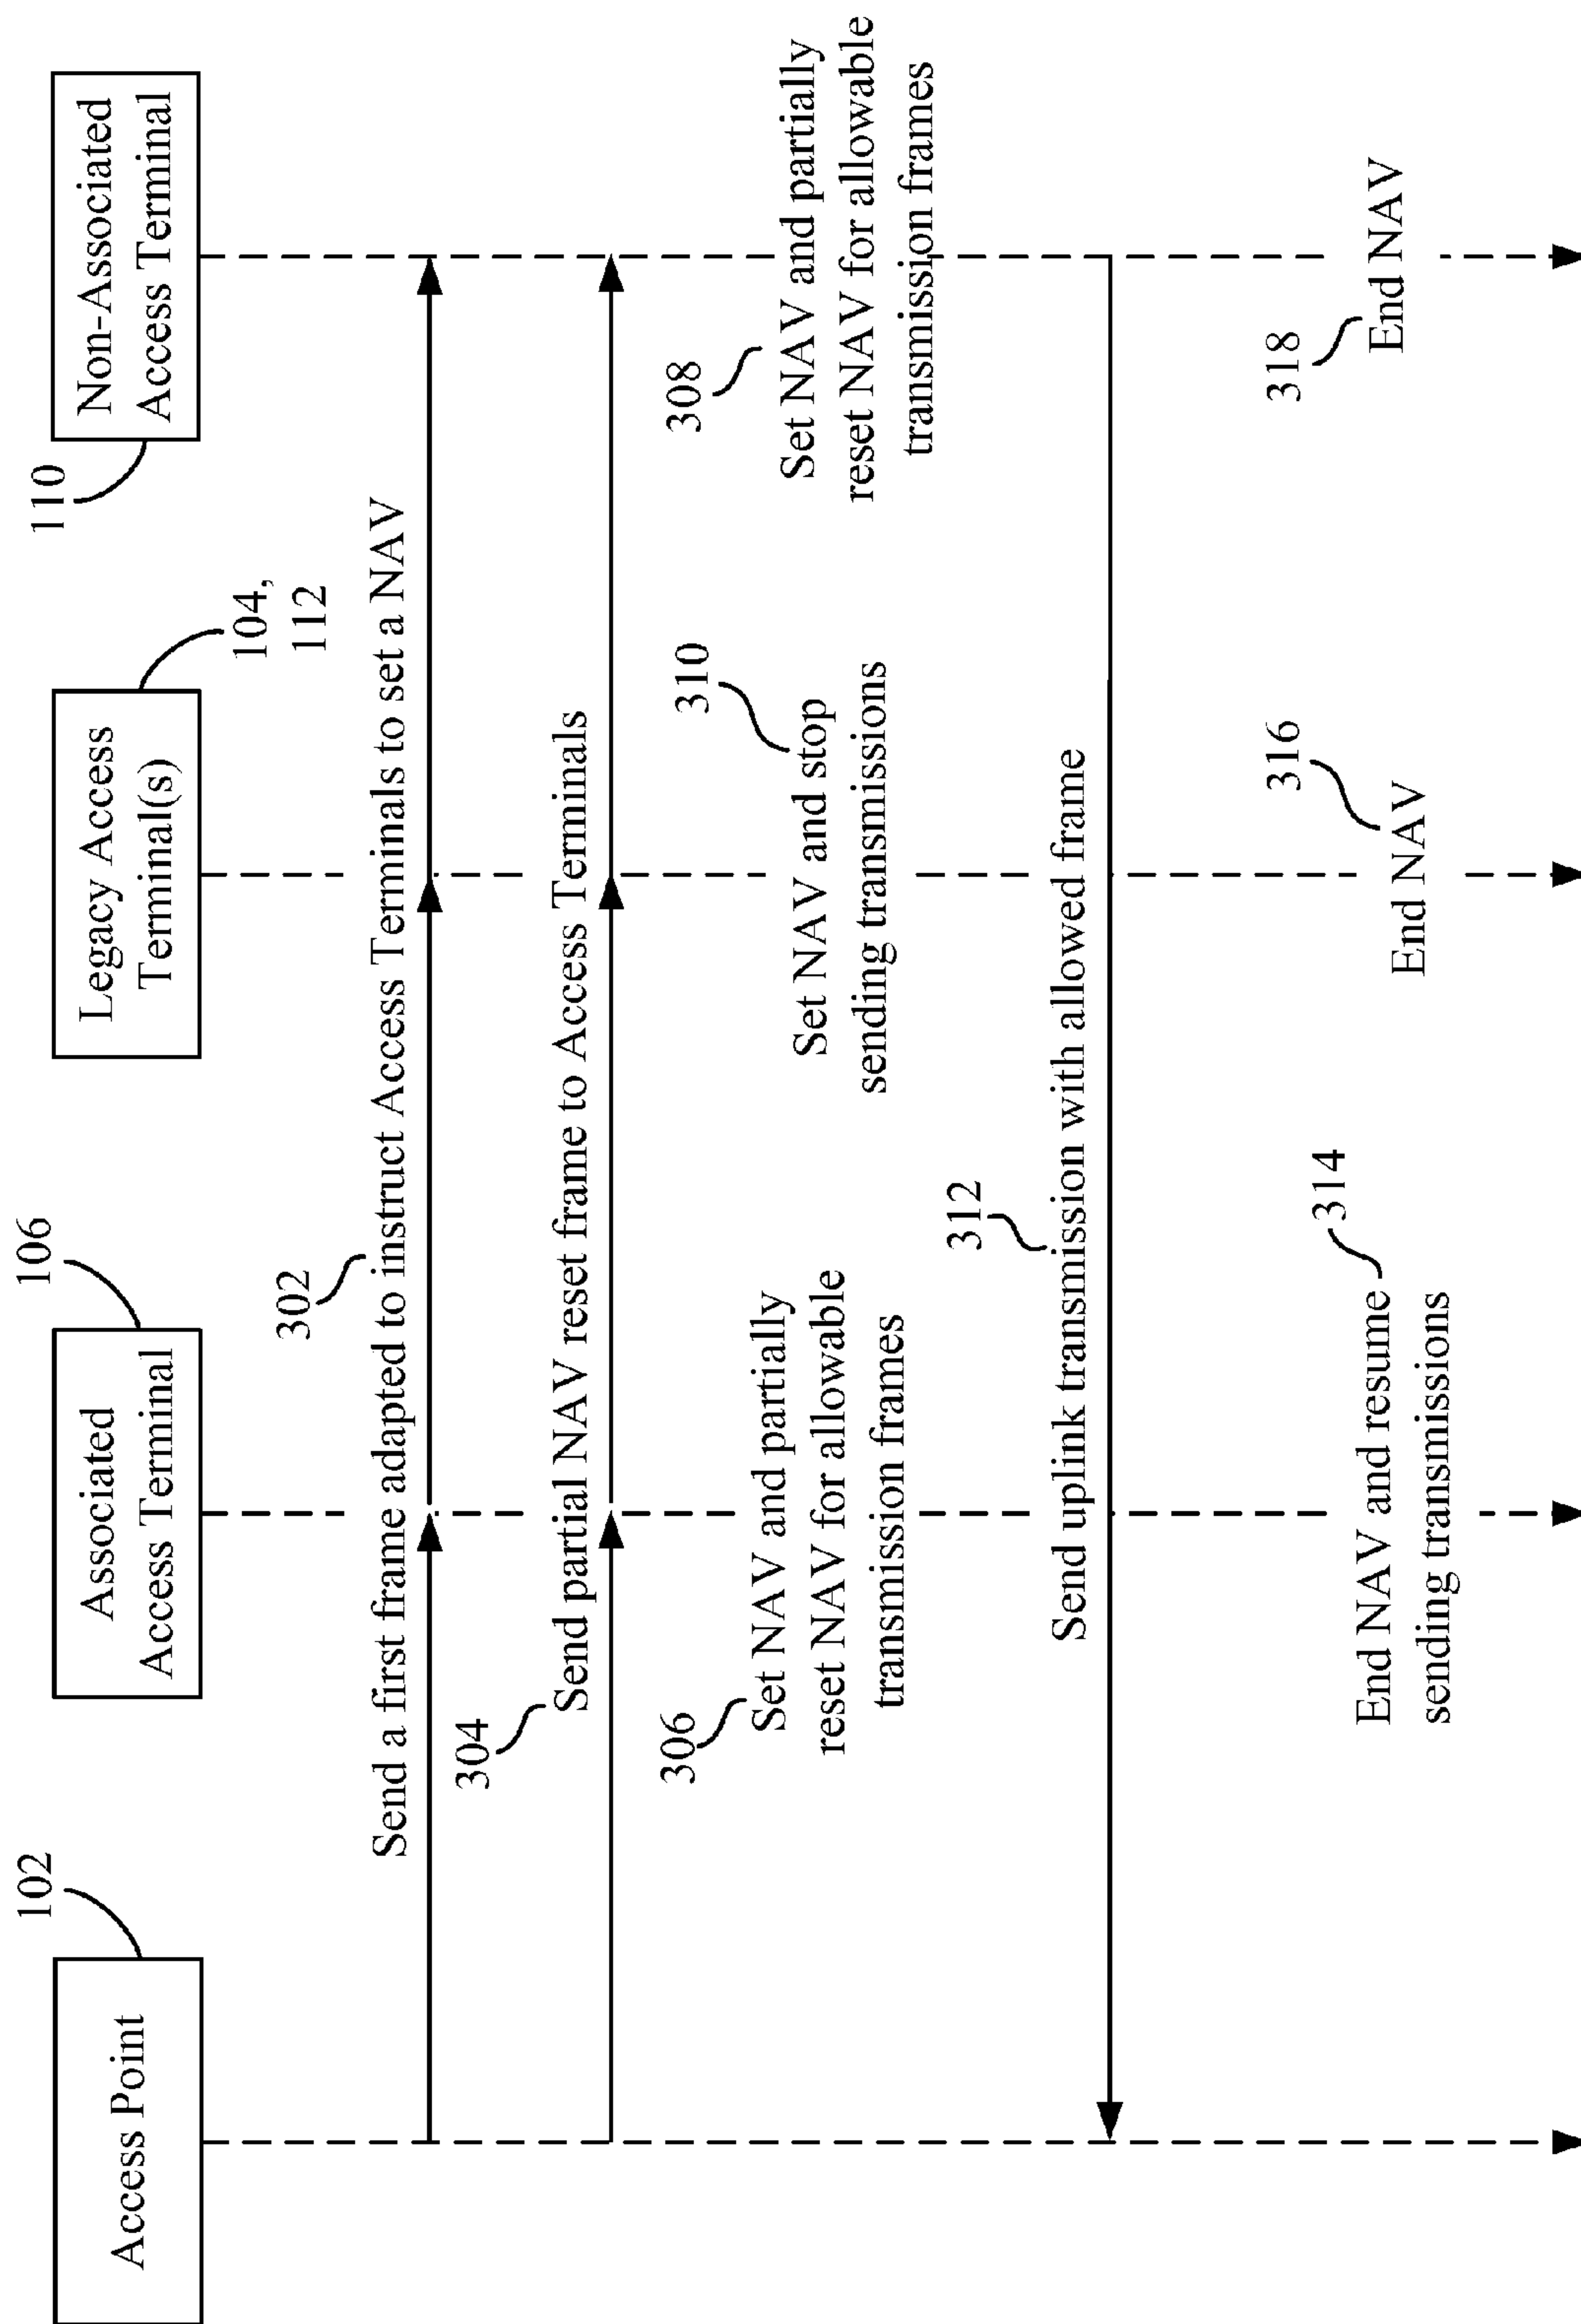 102
Access Point
106
Associated
Access Terminal
104,
112
Legacy Access
Terminal(s)
110
Non-Associated
Access Terminal
302
Send a first frame adapted to instruct Access Terminals to set a NAV
304
Send partial NAV reset frame to Access Terminals
306
Set NAV and partially
reset NAV for allowable
transmission frames
310
Set NAV and stop
sending transmissions
308
Set NAV and partially
reset NAV for allowable
transmission frames
312
Send uplink transmission with allowed frame
314
End NAV and resume
sending transmissions
316
End NAV
318
End NAV